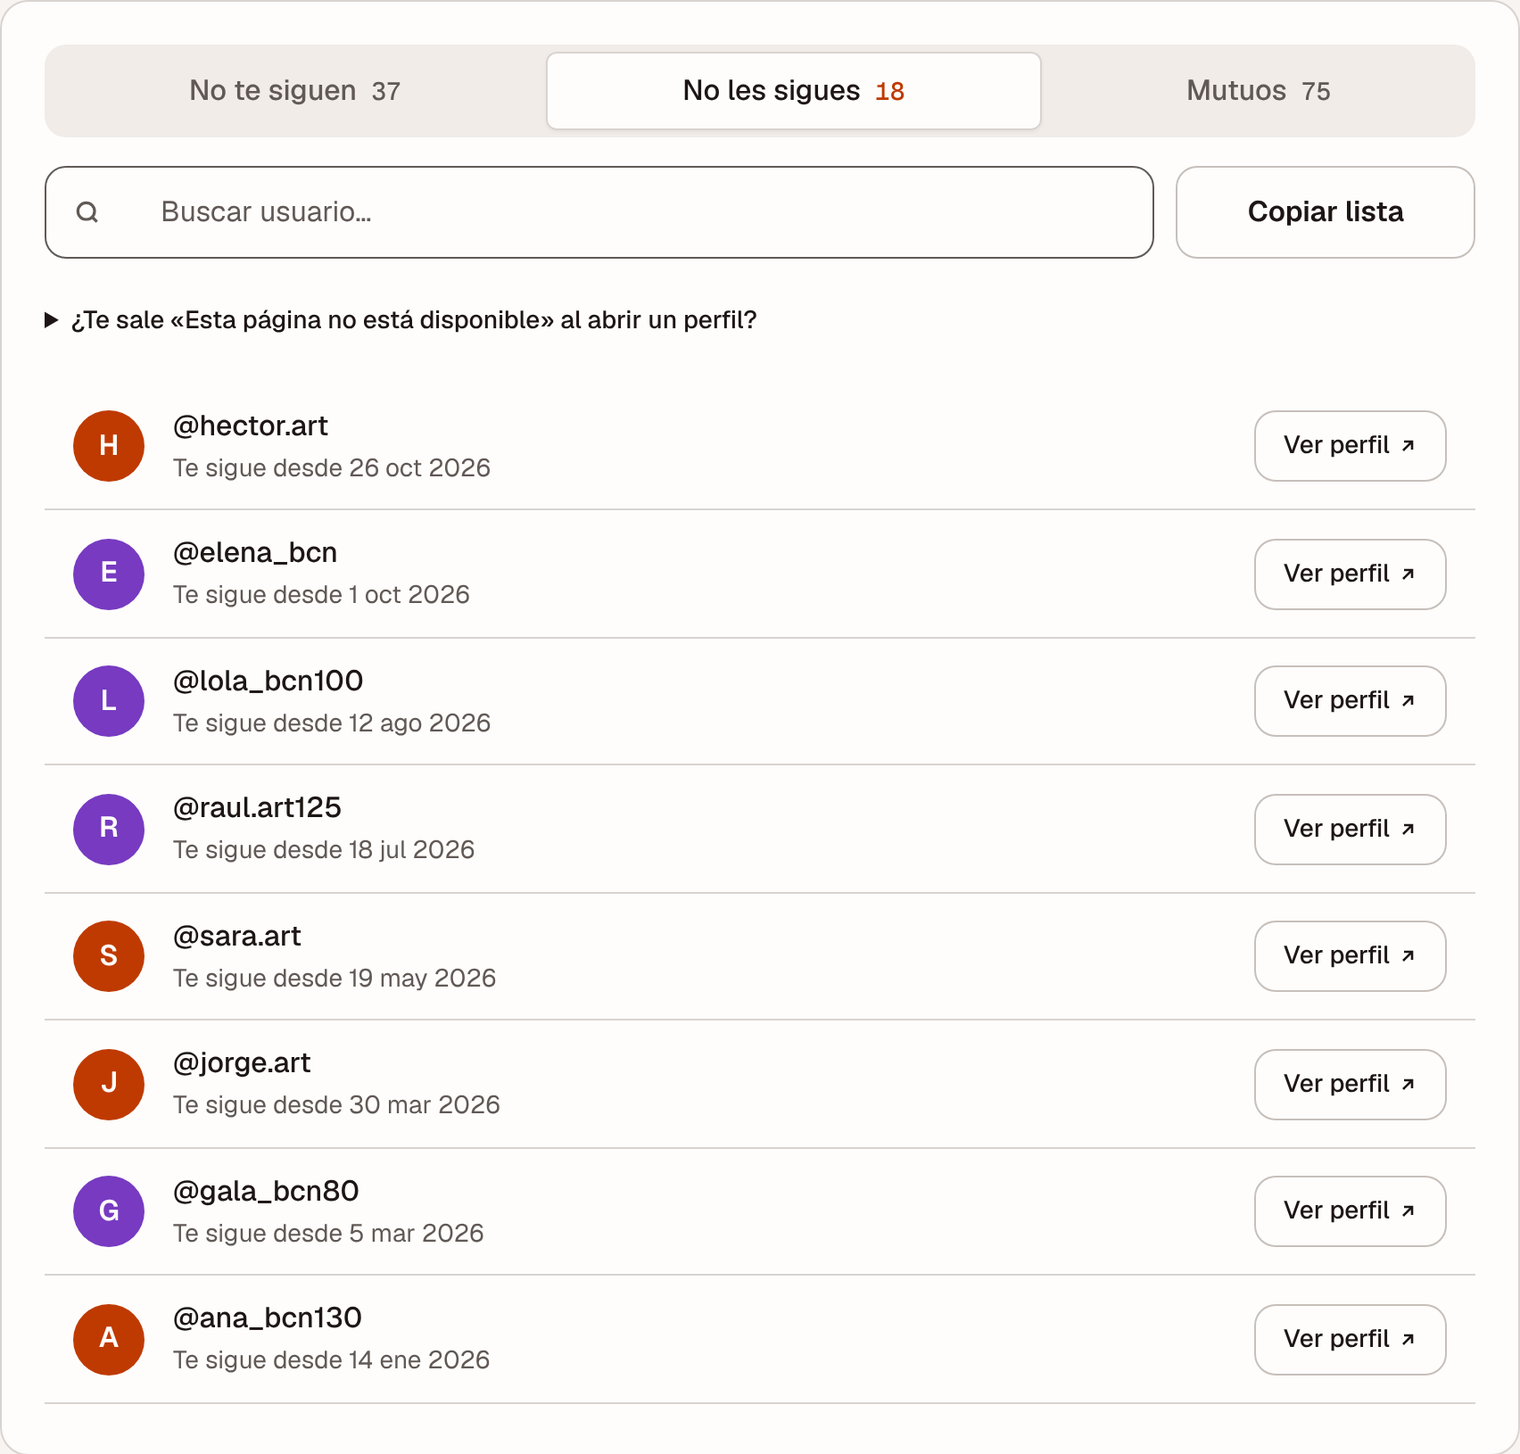 No te siguen 37
No les sigues 18
Mutuos 75
Buscar usuario...
Copiar lista
▶ ¿Te sale «Esta página no está disponible» al abrir un perfil?
H
@hector.art
Te sigue desde 26 oct 2026
Ver perfil ↗
E
@elena_bcn
Te sigue desde 1 oct 2026
Ver perfil ↗
L
@lola_bcn100
Te sigue desde 12 ago 2026
Ver perfil ↗
R
@raul.art125
Te sigue desde 18 jul 2026
Ver perfil ↗
S
@sara.art
Te sigue desde 19 may 2026
Ver perfil ↗
J
@jorge.art
Te sigue desde 30 mar 2026
Ver perfil ↗
G
@gala_bcn80
Te sigue desde 5 mar 2026
Ver perfil ↗
A
@ana_bcn130
Te sigue desde 14 ene 2026
Ver perfil ↗